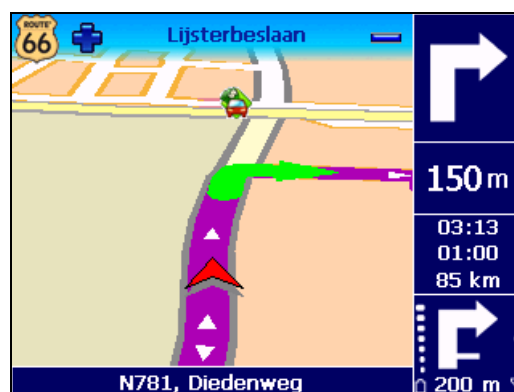 ROUTE
66
Lijsterbeslaan
150 m
03:13
01:00
85 km
200 m
N781, Diedenweg